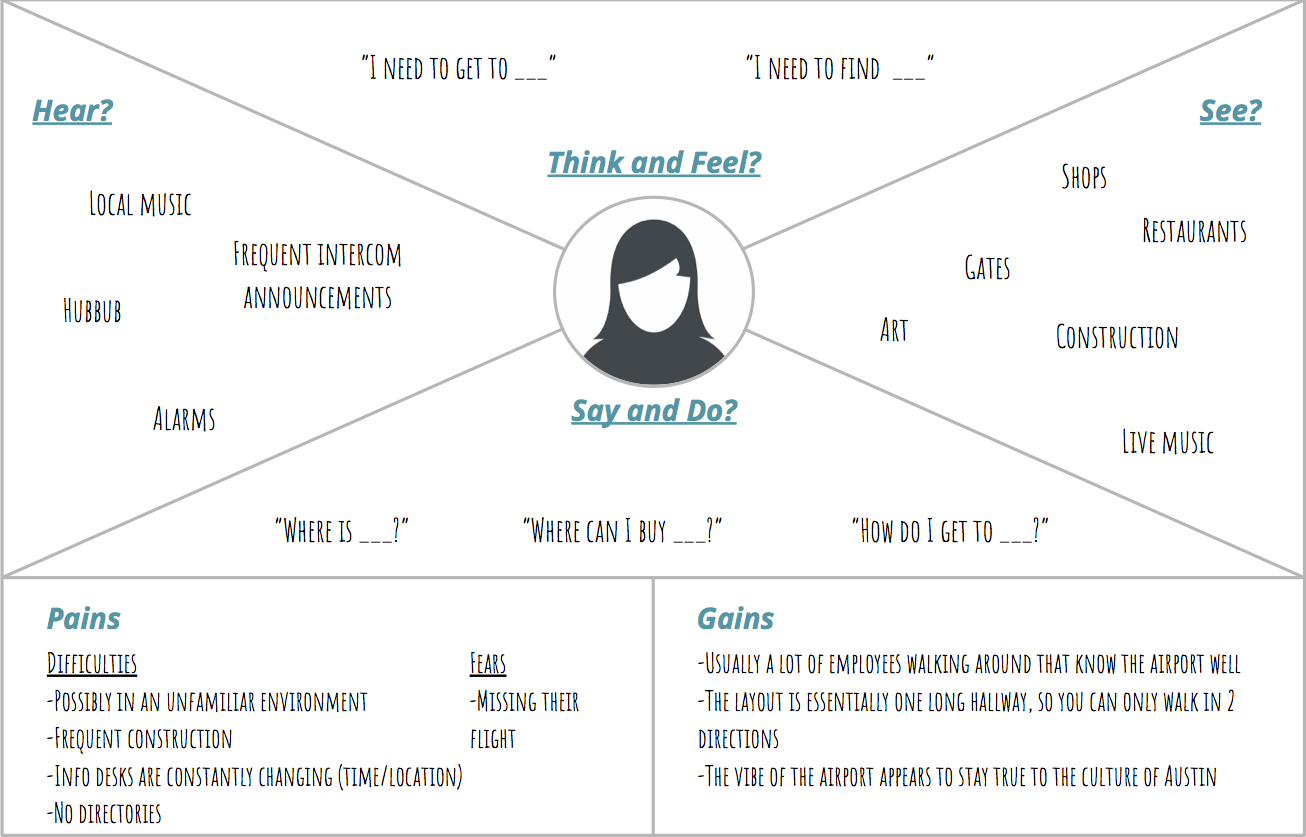 "I need to get to ___"
"I need to find ___"
Hear?
See?
Think and Feel?
Local music
Frequent intercom
announcements
Hubbub
Alarms
Shops
Restaurants
Gates
Art
Construction
Live music
Say and Do?
"Where is ___?"
"Where can I buy ___?"
"How do I get to ___?"
Pains
Difficulties
-Possibly in an unfamiliar environment
-Frequent construction
-Info desks are constantly changing (time/location)
-No directories
Fears
-Missing their
flight
Gains
-Usually a lot of employees walking around that know the airport well
-The layout is essentially one long hallway, so you can only walk in 2
directions
-The vibe of the airport appears to stay true to the culture of Austin